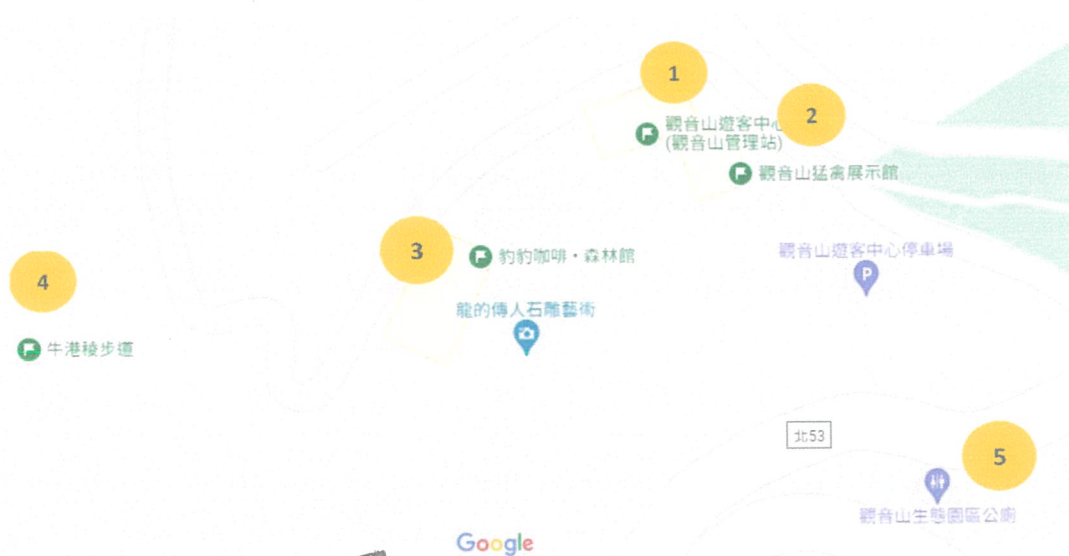 1
2
觀音山遊客中心
(觀音山管理站)
觀音山猛禽展示館
3
豹豹咖啡·森林館
觀音山遊客中心停車場
P
4
龍的傳人石雕藝術
牛港稜步道
北53
5
觀音山生態園區公廁
Google